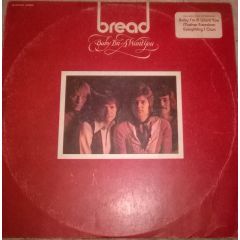 bread
Baby I'm-A Want You
Baby I'm-A Want You
Mother Freedom
Everything I Own